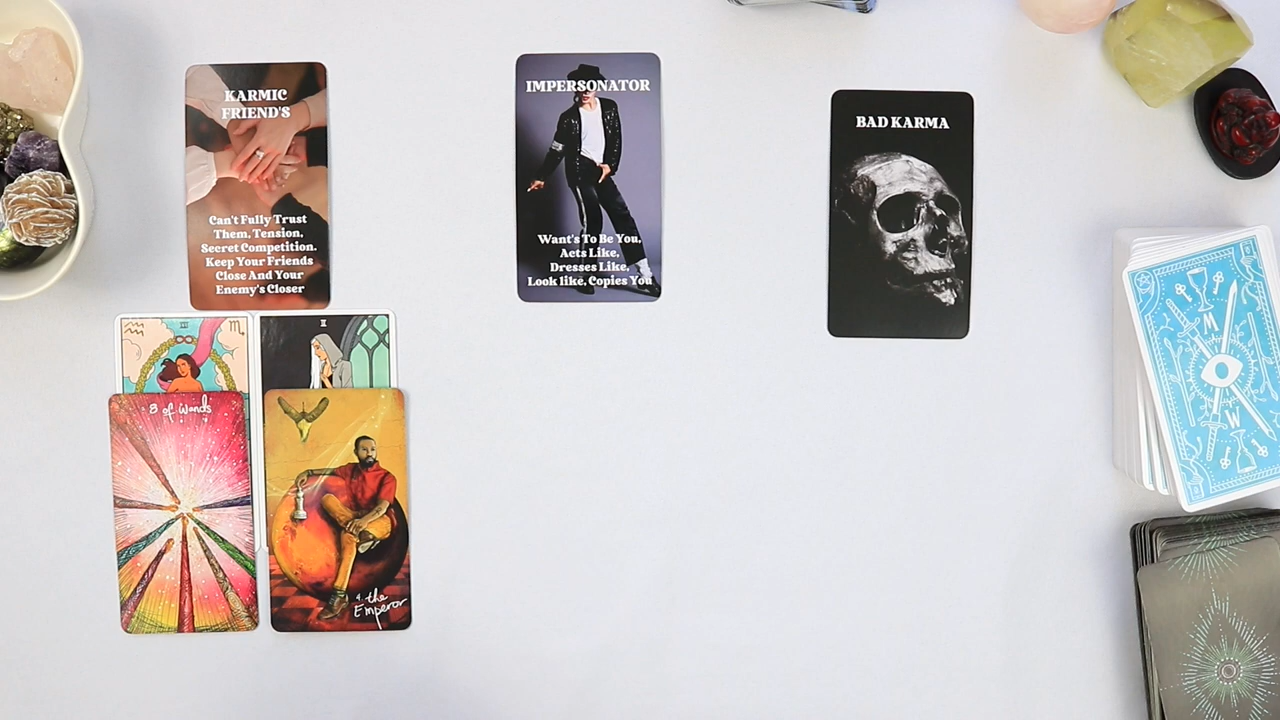 KARMIC
FRIEND'S
Can't Fully Trust
Them, Tension,
Secret Competition.
Keep Your Friends
Close And Your
Enemy's Closer
IMPERSONATOR
Want's To Be You,
Acts Like,
Dresses Like,
Look like, Copies You
BAD KARMA
8 of Wands
4. the
Emperor
M
W